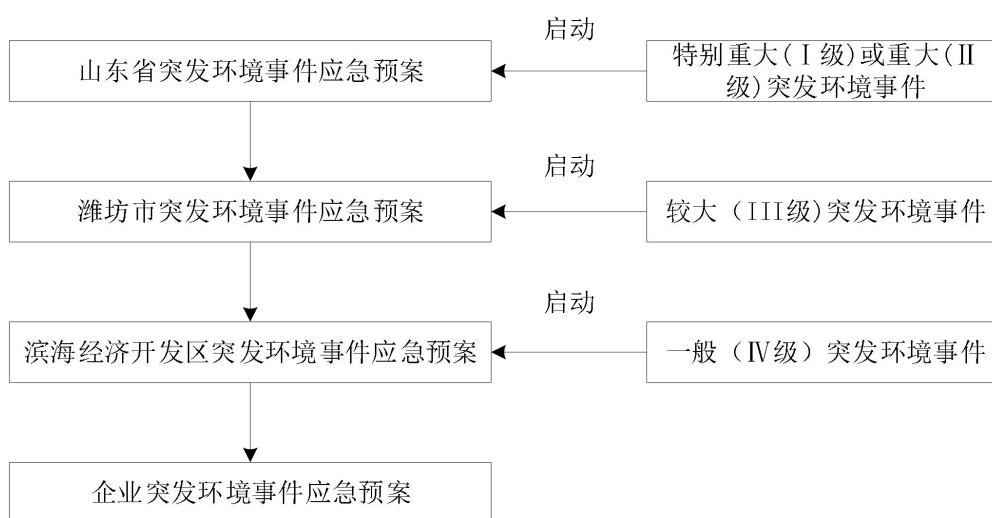 启动
山东省突发环境事件应急预案
特别重大(Ⅰ级)或重大(Ⅱ
级)突发环境事件
启动
潍坊市突发环境事件应急预案
较大（III级)突发环境事件
启动
滨海经济开发区突发环境事件应急预案
一般（Ⅳ级）突发环境事件
企业突发环境事件应急预案